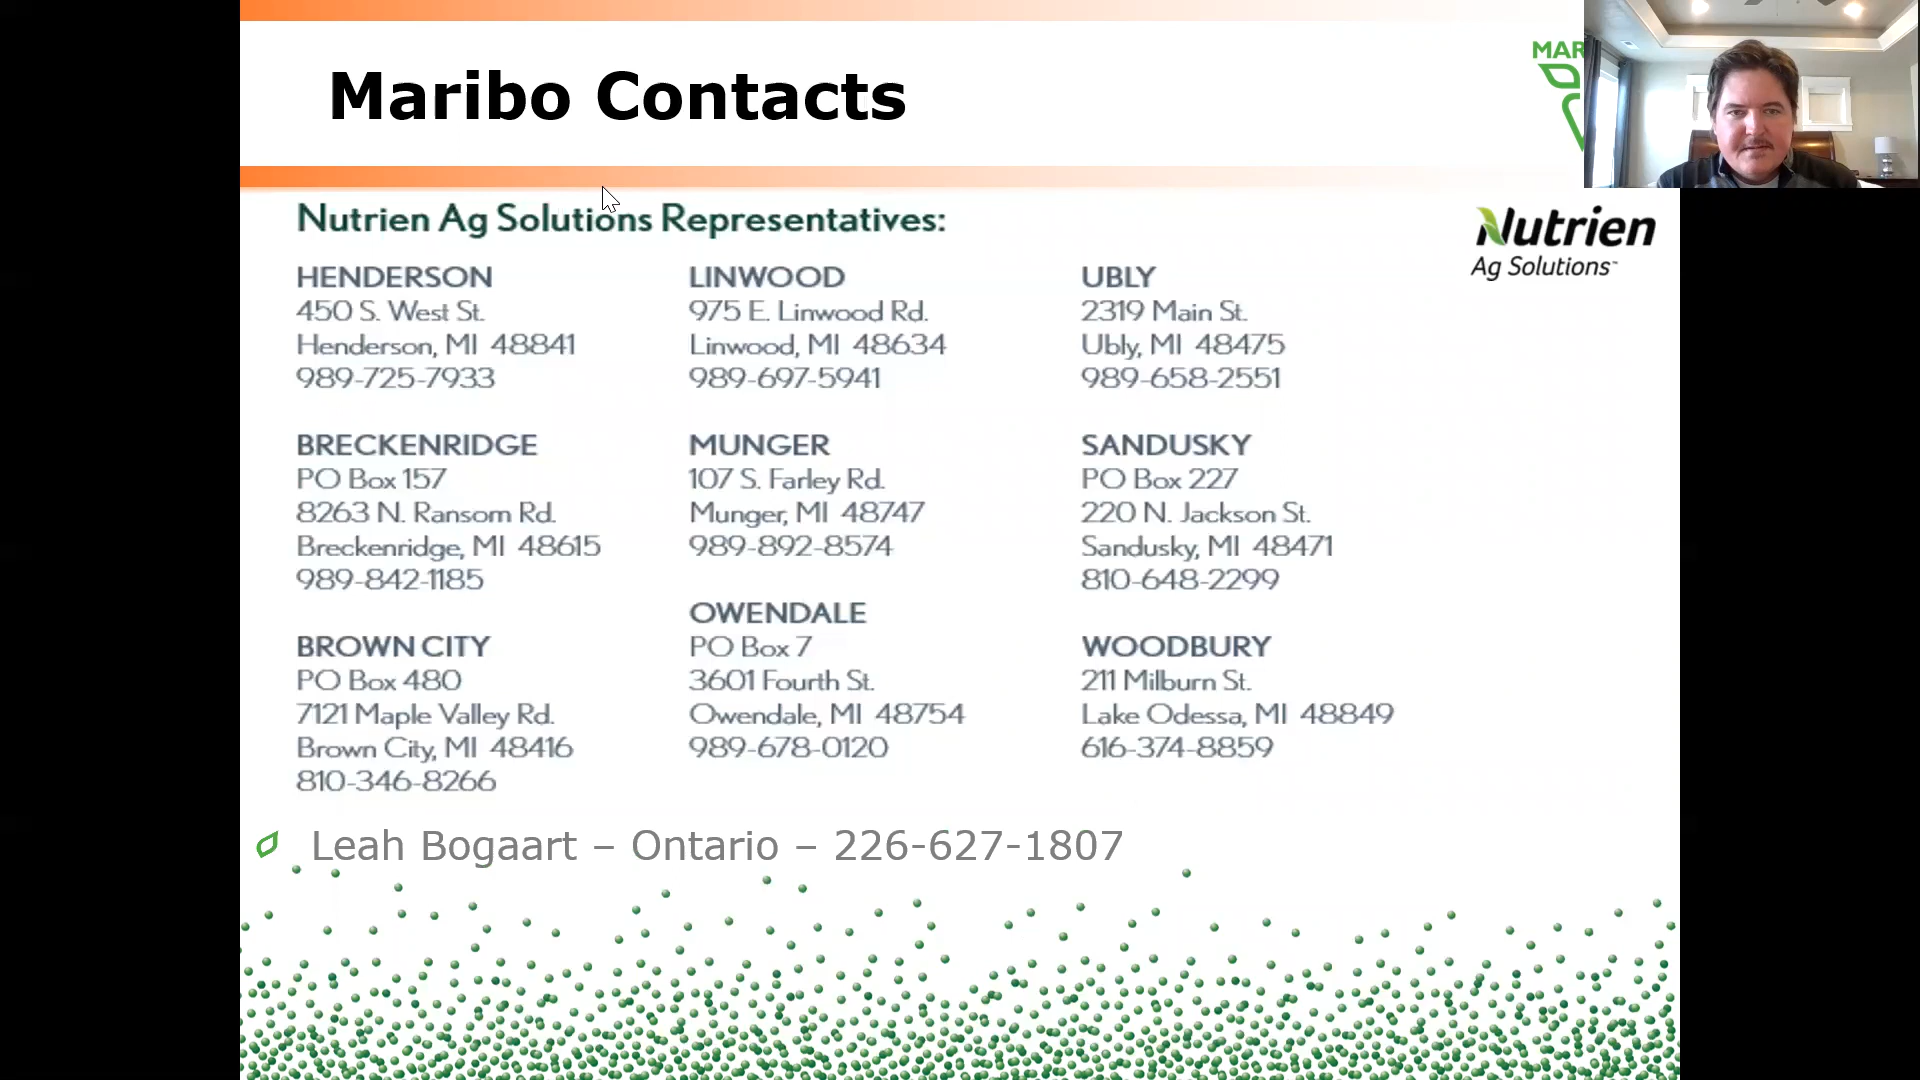 Maribo Contacts
MAR
Nutrien Ag Solutions Representatives:
Nutrien
Ag Solutions™
HENDERSON
450 S. West St.
Henderson, MI 48841
989-725-7933
BRECKENRIDGE
PO Box 157
8263 N. Ransom Rd.
Breckenridge, MI 48615
989-842-1185
BROWN CITY
PO Box 480
7121 Maple Valley Rd.
Brown City, MI 48416
810-346-8266
LINWOOD
975 E. Linwood Rd.
Linwood, MI 48634
989-697-5941
MUNGER
107 S. Farley Rd.
Munger, MI 48747
989-892-8574
OWENDALE
PO Box 7
3601 Fourth St.
Owendale, MI 48754
989-678-0120
UBLY
2319 Main St.
Ubly, MI 48475
989-658-2551
SANDUSKY
PO Box 227
220 N. Jackson St.
Sandusky, MI 48471
810-648-2299
WOODBURY
211 Milburn St.
Lake Odessa, MI 48849
616-374-8859
Leah Bogaart – Ontario – 226-627-1807